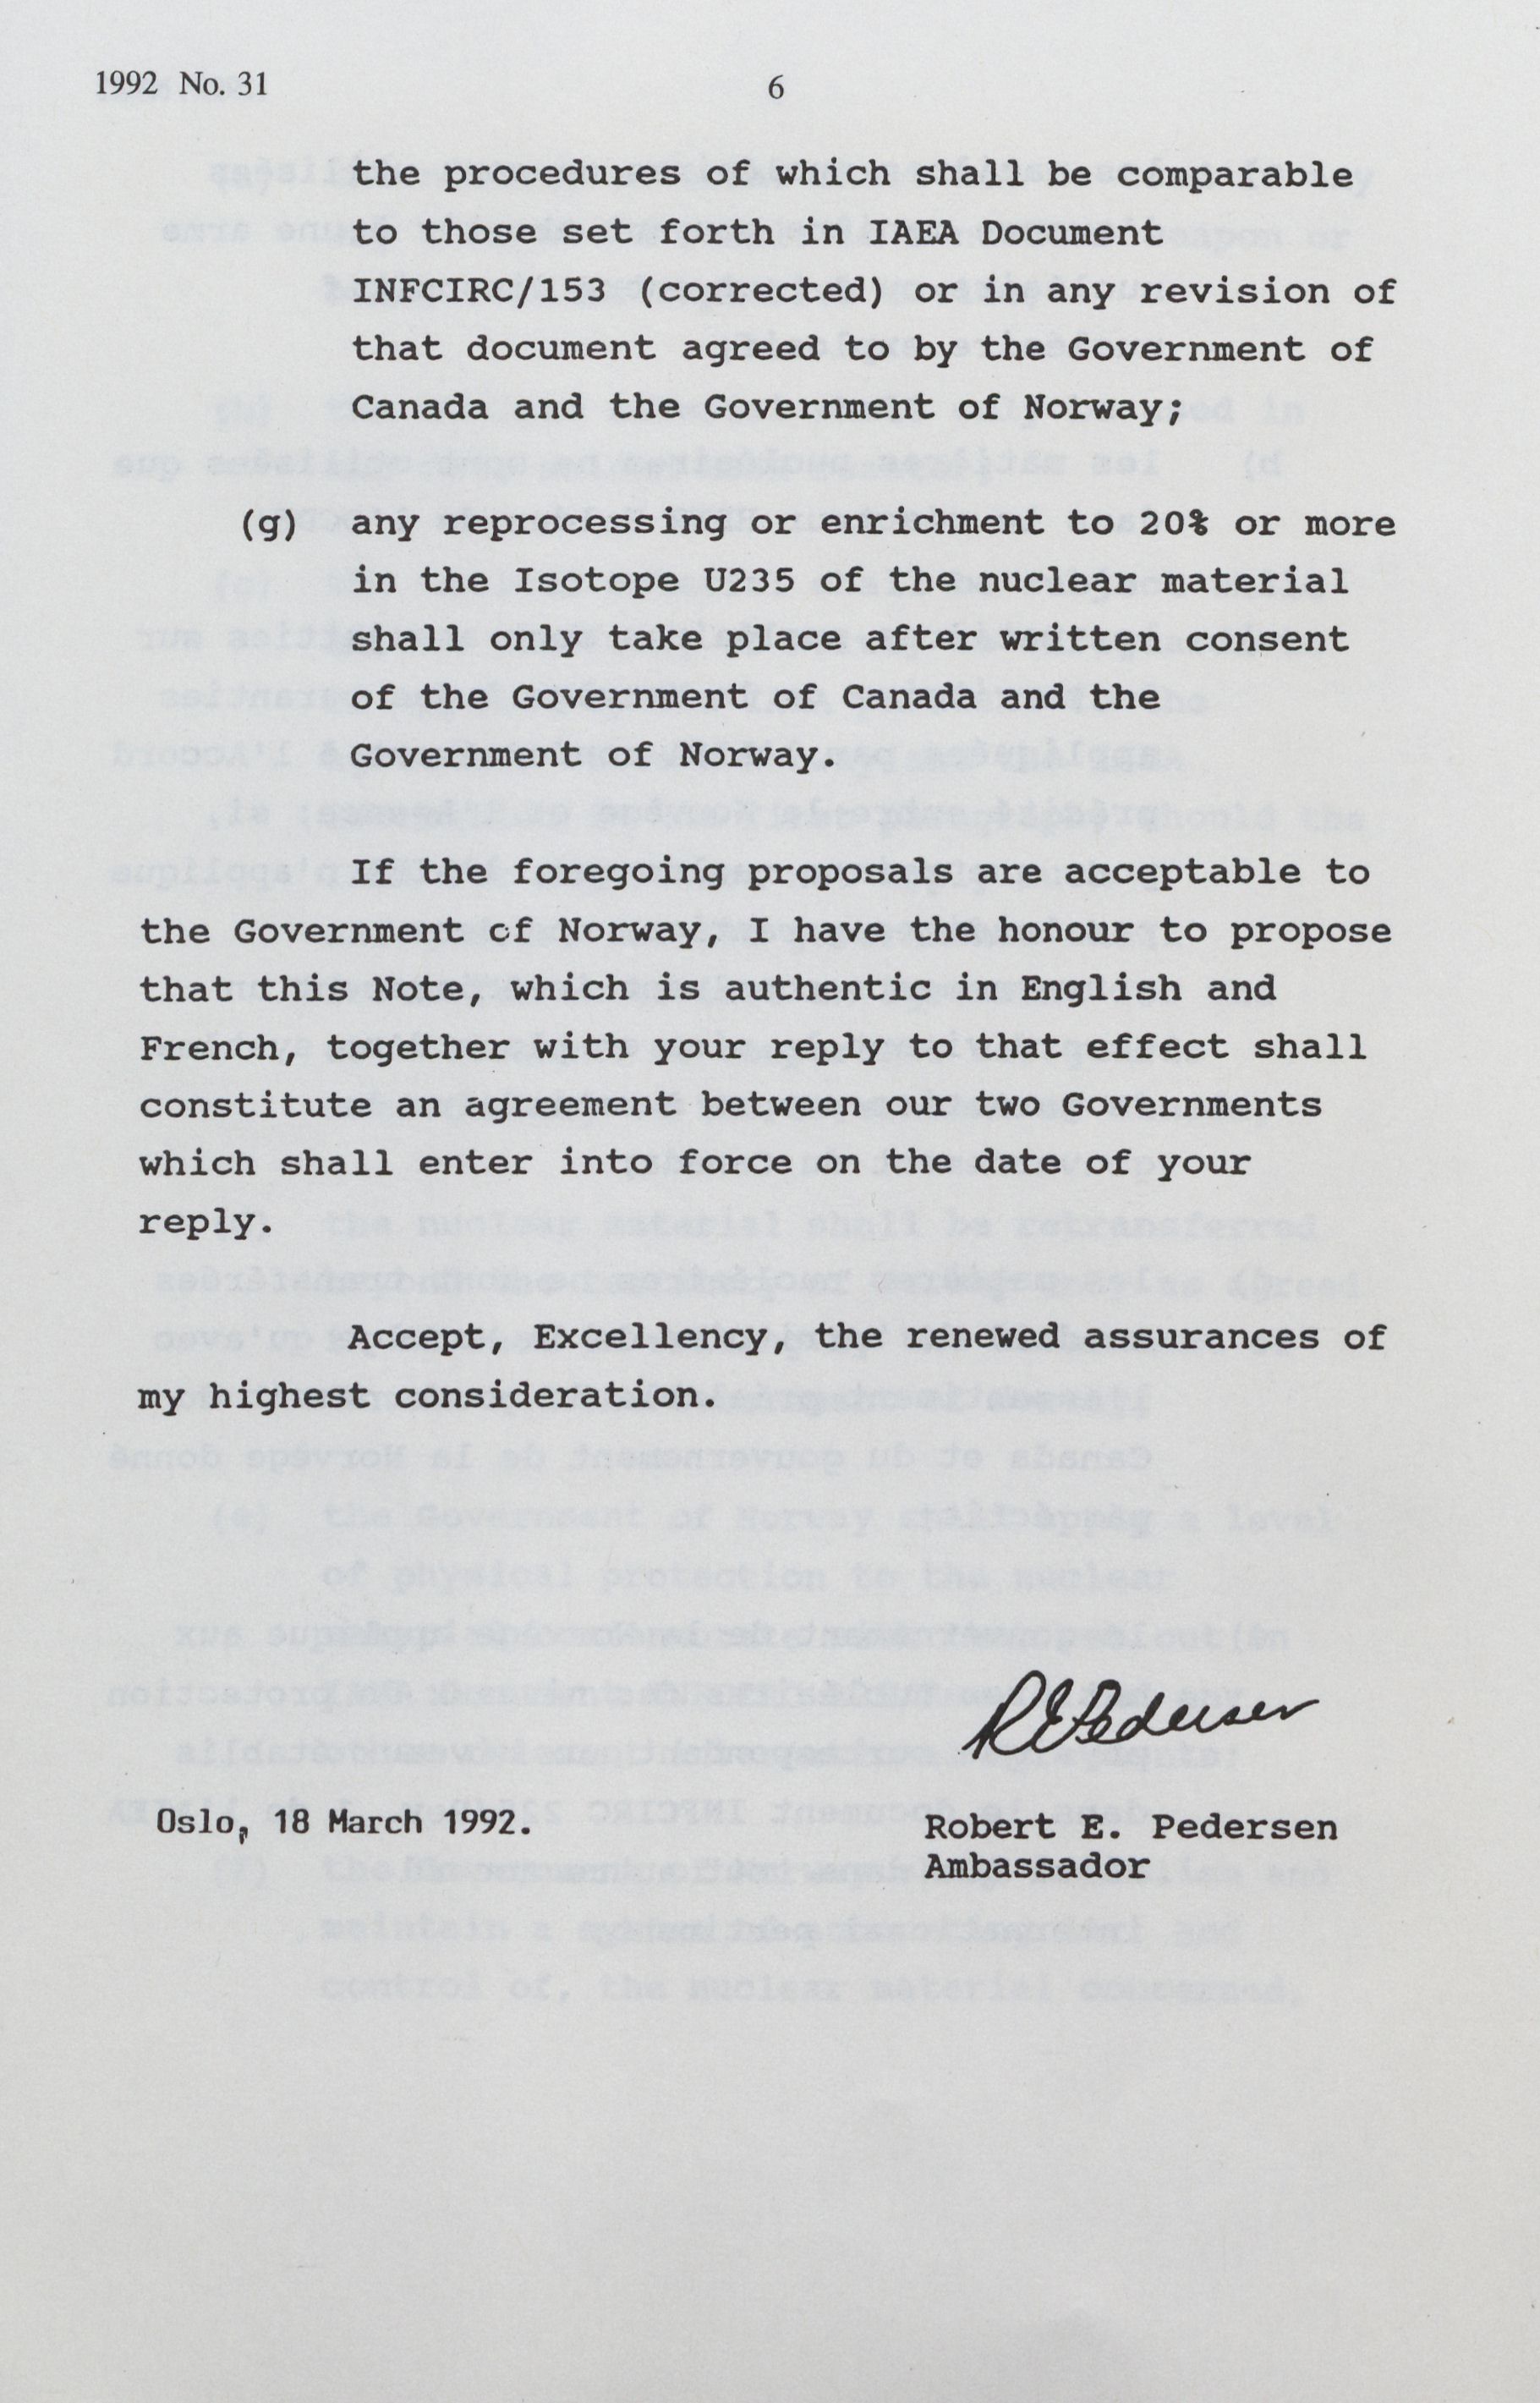 1992 No. 31
6
the procedures of which shall be comparable
to those set forth in IAEA Document
INFCIRC/153 (corrected) or in any revision of
that document agreed to by the Government of
Canada and the Government of Norway;
(g) any reprocessing or enrichment to 20% or more
in the Isotope U235 of the nuclear material
shall only take place after written consent
of the Government of Canada and the
Government of Norway.
If the foregoing proposals are acceptable to
the Government of Norway, I have the honour to propose
that this Note, which is authentic in English and
French, together with your reply to that effect shall
constitute an agreement between our two Governments
which shall enter into force on the date of your
reply.
Accept, Excellency, the renewed assurances of
my highest consideration.
R E Pedersen
Oslo, 18 March 1992.
Robert E. Pedersen
Ambassador